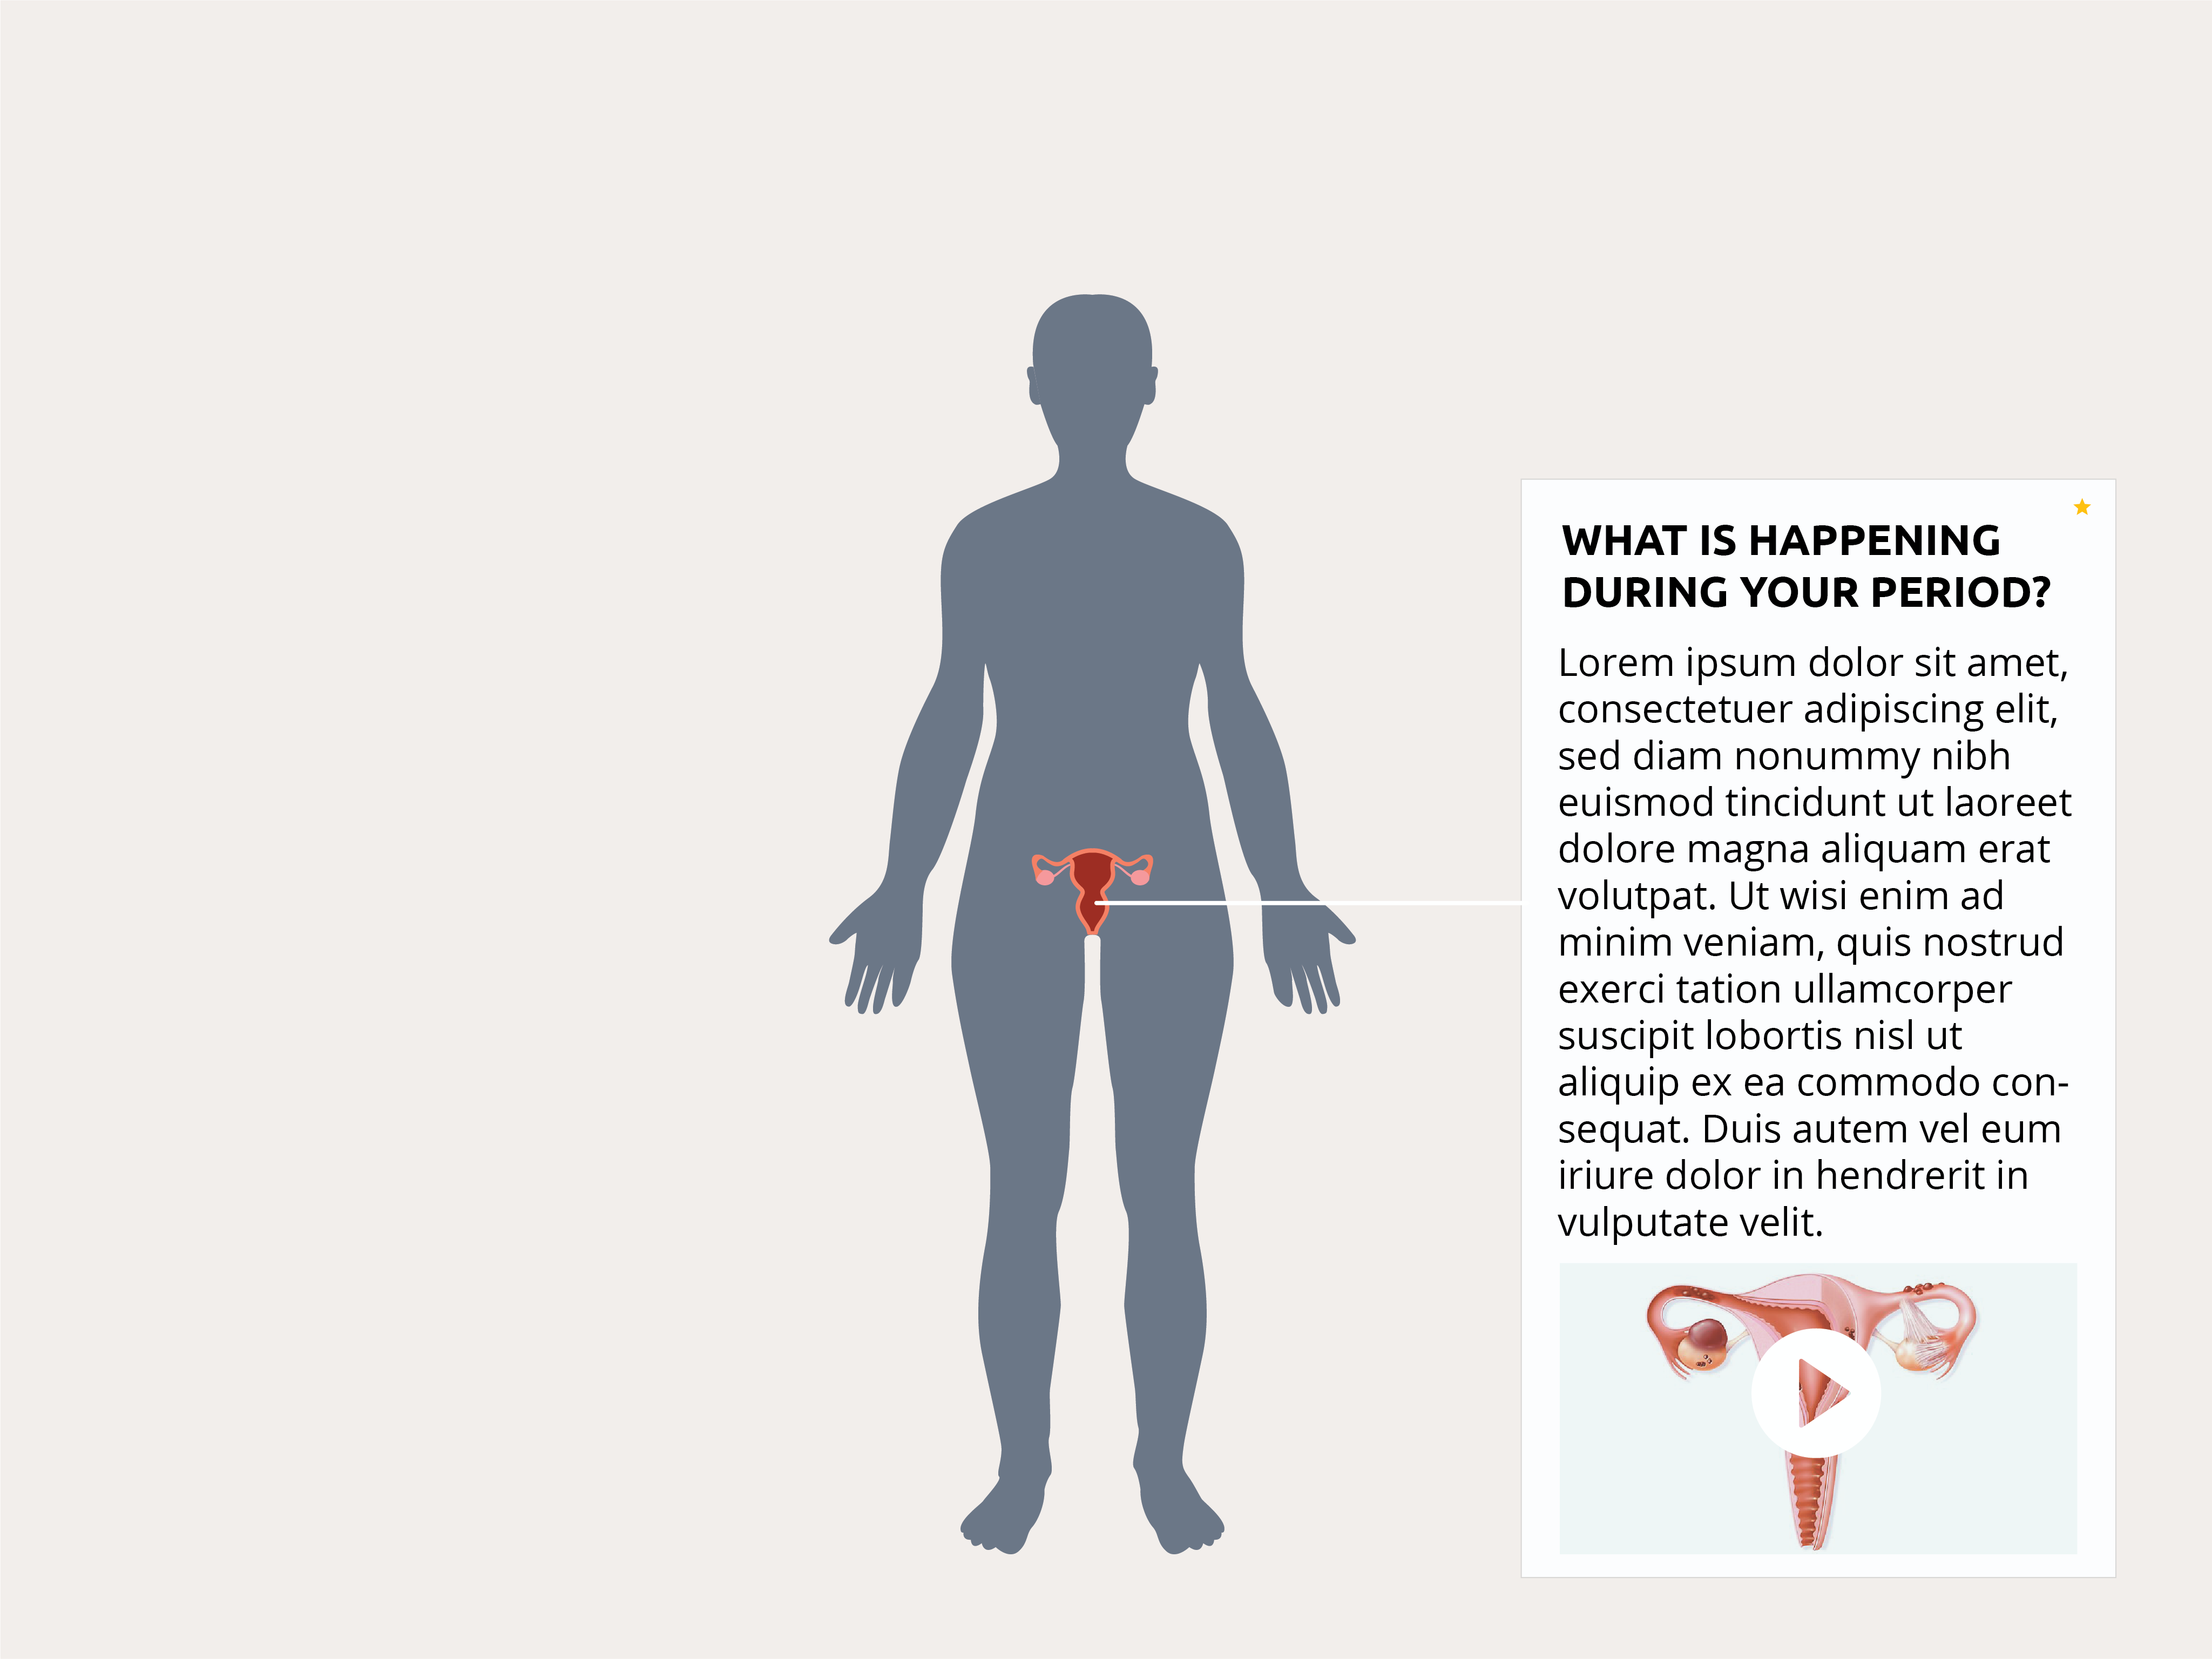 WHAT IS HAPPENING
DURING YOUR PERIOD?
Lorem ipsum dolor sit amet,
consectetuer adipiscing elit,
sed diam nonummy nibh
euismod tincidunt ut laoreet
dolore magna aliquam erat
volutpat. Ut wisi enim ad
minim veniam, quis nostrud
exerci tation ullamcorper
suscipit lobortis nisl ut
aliquip ex ea commodo con-
sequat. Duis autem vel eum
iriure dolor in hendrerit in
vulputate velit.